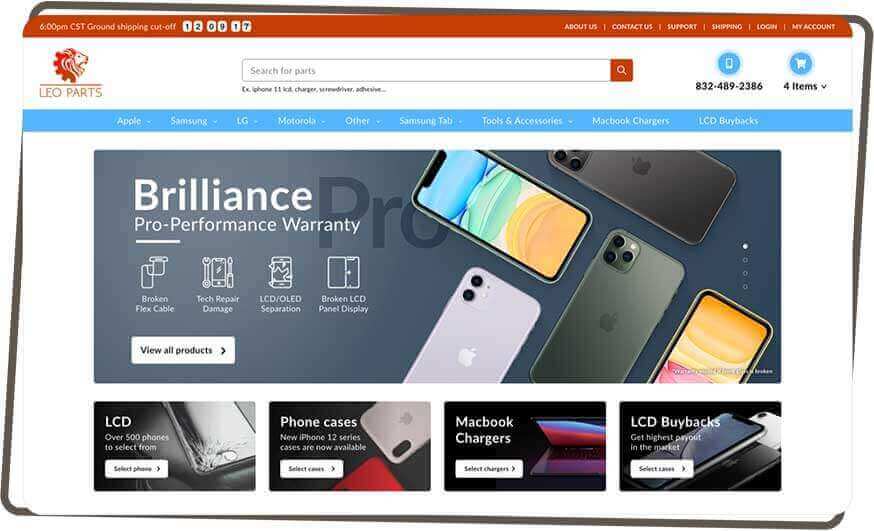 6:00pm CST Ground shipping cut-off 12 09 17
ABOUT US | CONTACT US | SUPPORT | SHIPPING | LOGIN | MY ACCOUNT
LEO PARTS
Search for parts
Ex. iphone 11 lcd, charger, screwdriver, adhesive...
832-489-2386
4 Items
Apple Samsung LG Motorola Other Samsung Tab Tools & Accessories Macbook Chargers LCD Buybacks
Pro
Brilliance
Pro-Performance Warranty
Broken
Flex Cable
Tech Repair
Damage
LCD/OLED
Separation
Broken LCD
Panel Display
View all products
broken
LCD
Over 500 phones
to select from
Select phone
Phone cases
New iPhone 12 series
cases are now available
Select cases
Macbook
Chargers
Select chargers
LCD Buybacks
Get highest payout
in the market
Select cases